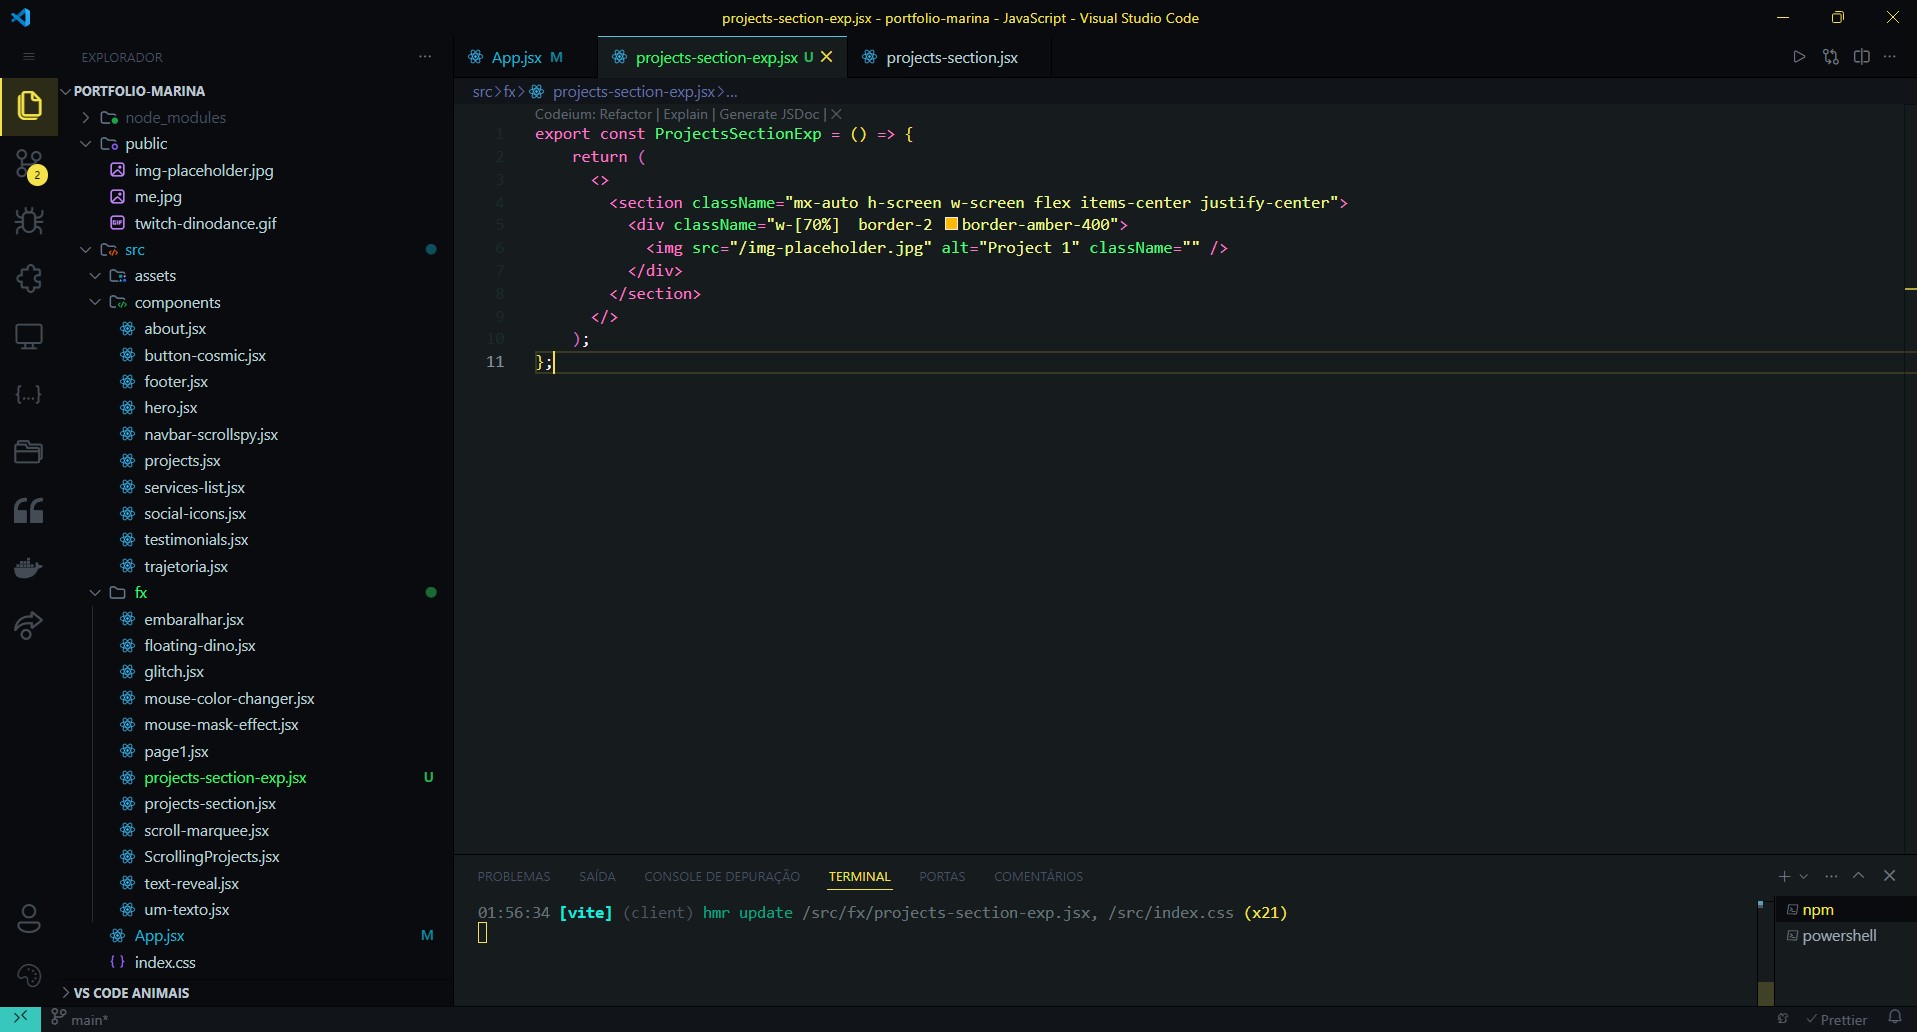 projects-section-exp.jsx - portfolio-marina - JavaScript - Visual Studio Code
EXPLORADOR
PORTFOLIO-MARINA
node_modules
public
img-placeholder.jpg
me.jpg
twitch-dinodance.gif
src
assets
components
about.jsx
button-cosmic.jsx
footer.jsx
hero.jsx
navbar-scrollspy.jsx
projects.jsx
services-list.jsx
social-icons.jsx
testimonials.jsx
trajetoria.jsx
fx
embaralhar.jsx
floating-dino.jsx
glitch.jsx
mouse-color-changer.jsx
mouse-mask-effect.jsx
page1.jsx
projects-section-exp.jsx U
projects-section.jsx
scroll-marquee.jsx
ScrollingProjects.jsx
text-reveal.jsx
um-texto.jsx
App.jsx M
index.css
VS CODE ANIMAIS
2
App.jsx M
projects-section-exp.jsx U
projects-section.jsx
src > fx > projects-section-exp.jsx > ...
Codeium: Refactor | Explain | Generate JSDoc | X
1 export const ProjectsSectionExp = () => {
2 return (
3 <>
4 <section className="mx-auto h-screen w-screen flex items-center justify-center">
5 <div className="w-[70%]  border-2 border-amber-400">
6 <img src="/img-placeholder.jpg" alt="Project 1" className="" />
7 </div>
8 </section>
9 </>
10 );
11 };
PROBLEMAS SAÍDA CONSOLE DE DEPURAÇÃO TERMINAL PORTAS COMENTÁRIOS
01:56:34 [vite] (client) hmr update /src/fx/projects-section-exp.jsx, /src/index.css (x21)
npm
powershell
main*
Prettier